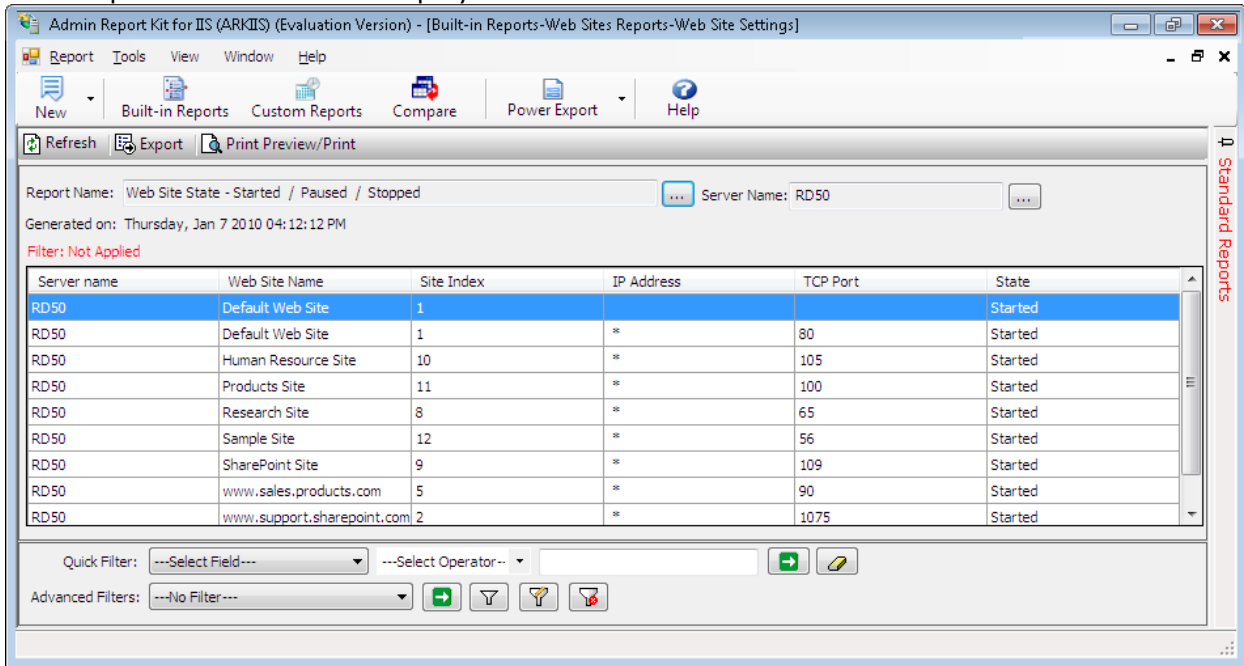 Admin Report Kit for IIS (ARKIIS) (Evaluation Version) - [Built-in Reports-Web Sites Reports-Web Site Settings]
Report Tools View Window Help
New Built-in Reports Custom Reports Compare Power Export Help
Refresh Export Print Preview/Print
Report Name: Web Site State - Started / Paused / Stopped ... Server Name: RD50 ...
Generated on: Thursday, Jan 7 2010 04:12:12 PM
Filter: Not Applied
Server name Web Site Name Site Index IP Address TCP Port State
RD50 Default Web Site 1 Started
RD50 Default Web Site 1 * 80 Started
RD50 Human Resource Site 10 * 105 Started
RD50 Products Site 11 * 100 Started
RD50 Research Site 8 * 65 Started
RD50 Sample Site 12 * 56 Started
RD50 SharePoint Site 9 * 109 Started
RD50 www.sales.products.com 5 * 90 Started
RD50 www.support.sharepoint.com 2 * 1075 Started
Quick Filter: ---Select Field--- ---Select Operator--
Advanced Filters: ---No Filter---
Standard Reports